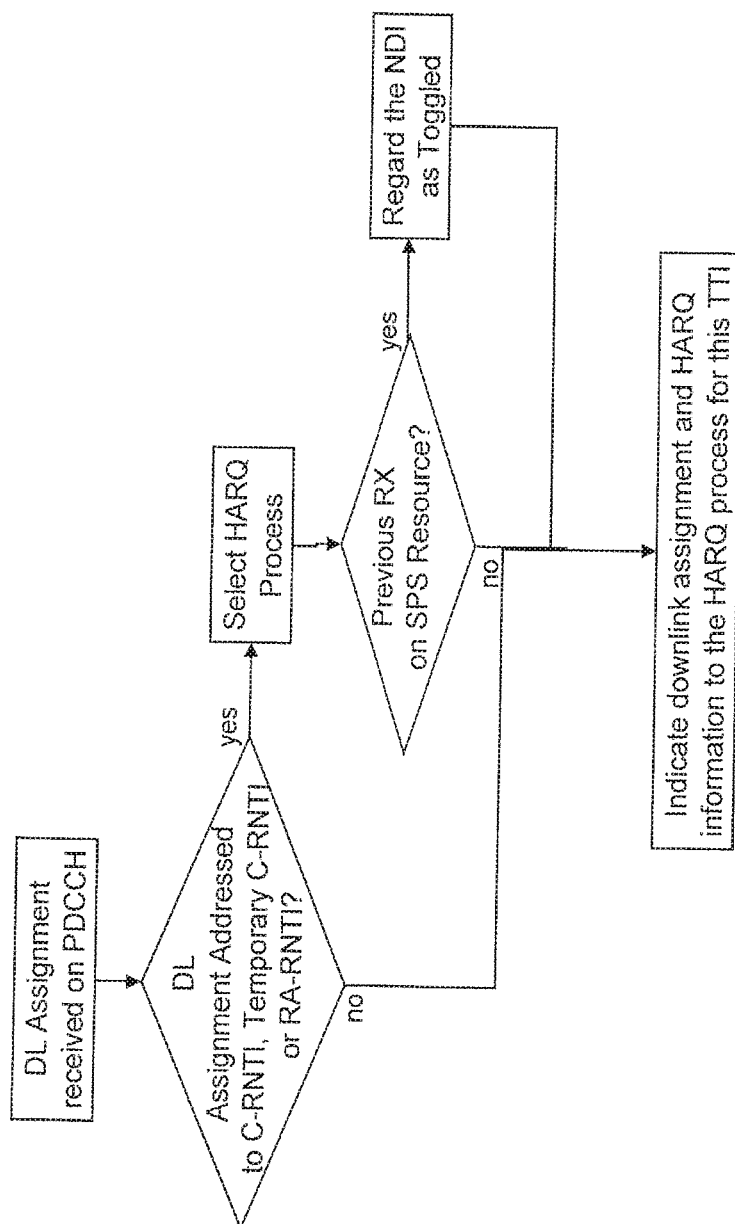 DL Assignment
received on PDCCH
DL
Assignment Addressed
to C-RNTI, Temporary C-RNTI
or RA-RNTI?
yes
no
Select HARQ
Process
Previous RX
on SPS Resource?
yes
no
Regard the NDI
as Toggled
Indicate downlink assignment and HARQ
information to the HARQ process for this TTI